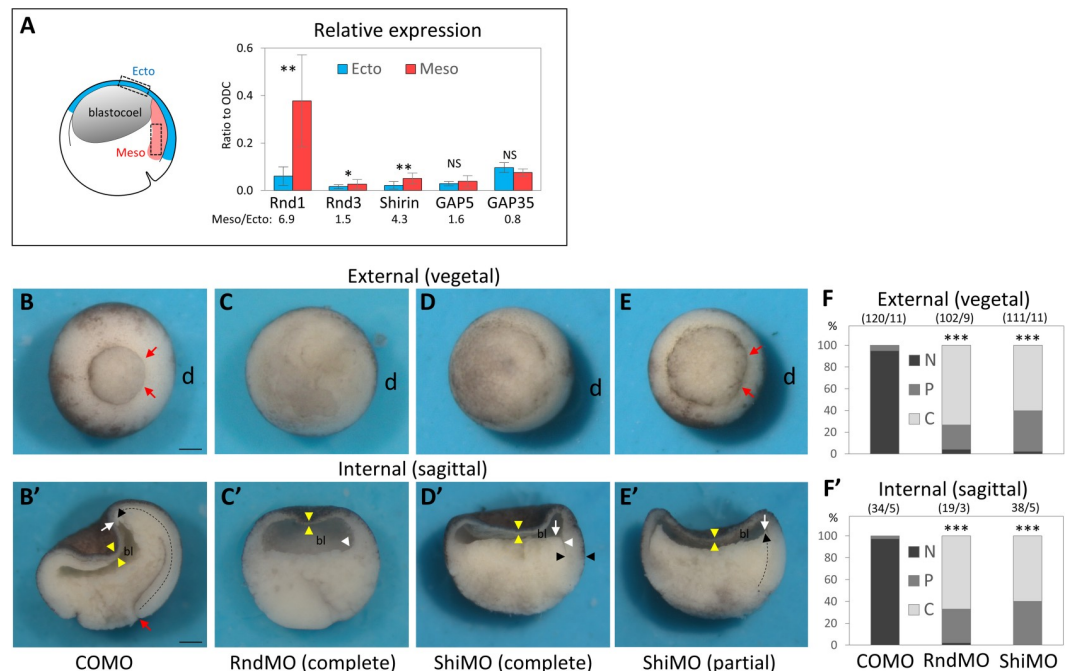 A
Relative expression
Ecto
blastocoel
Meso
Ratio to ODC
0.6
0.4
0.2
0.0
Ecto Meso
** * ** NS NS
Rnd1 Rnd3 Shirin GAP5 GAP35
Meso/Ecto: 6.9 1.5 4.3 1.6 0.8
External (vegetal)
B d
C d
D d
E d
Internal (sagittal)
B' bl
C' bl
D' bl
E' bl
COMO RndMO (complete) ShiMO (complete) ShiMO (partial)
F
External (vegetal)
(120/11) (102/9) (111/11)
% *** ***
100
80
60
40
20
0
N
P
C
F'
Internal (sagittal)
(34/5) (19/3) 38/5)
% *** ***
100
80
60
40
20
0
N
P
C
COMO RndMO ShiMO